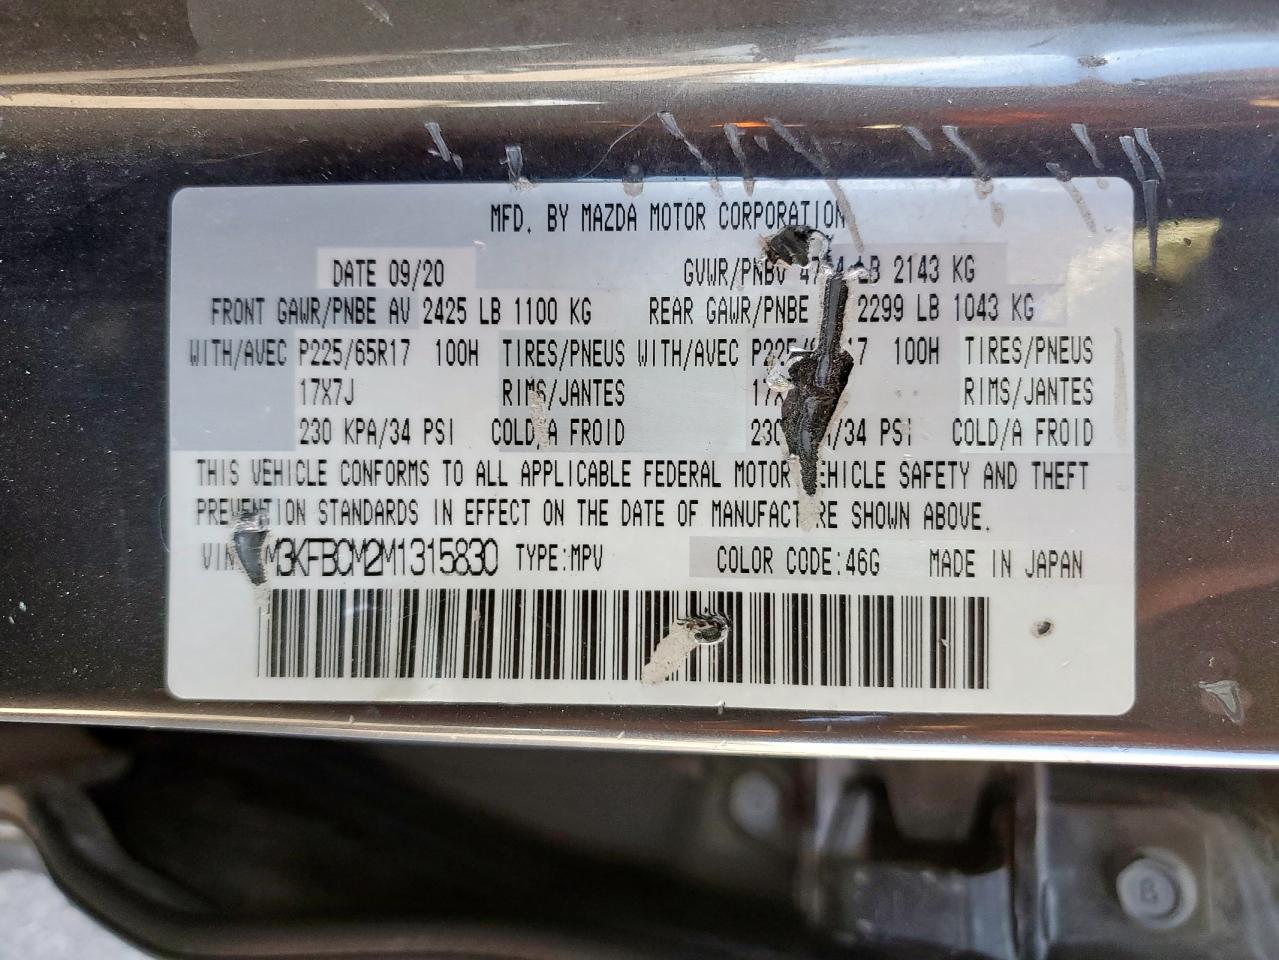 MFD. BY MAZDA MOTOR CORPORATION
DATE 09/20 GVWR/PNBV LB 2143 KG
FRONT GAWR/PNBE AV 2425 LB 1100 KG REAR GAWR/PNBE 2299 LB 1043 KG
WITH/AVEC P225/65R17 100H TIRES/PNEUS WITH/AVEC 100H TIRES/PNEUS
17X7J RIMS/JANTES RIMS/JANTES
230 KPA/34 PSI COLD/A FROID /34 PSI COLD/A FROID
THIS VEHICLE CONFORMS TO ALL APPLICABLE FEDERAL MOTOR VEHICLE SAFETY AND THEFT
PREVENTION STANDARDS IN EFFECT ON THE DATE OF MANUFACTURE SHOWN ABOVE.
VIN M3KFBCM2M1315830 TYPE:MPV COLOR CODE:46G MADE IN JAPAN
8